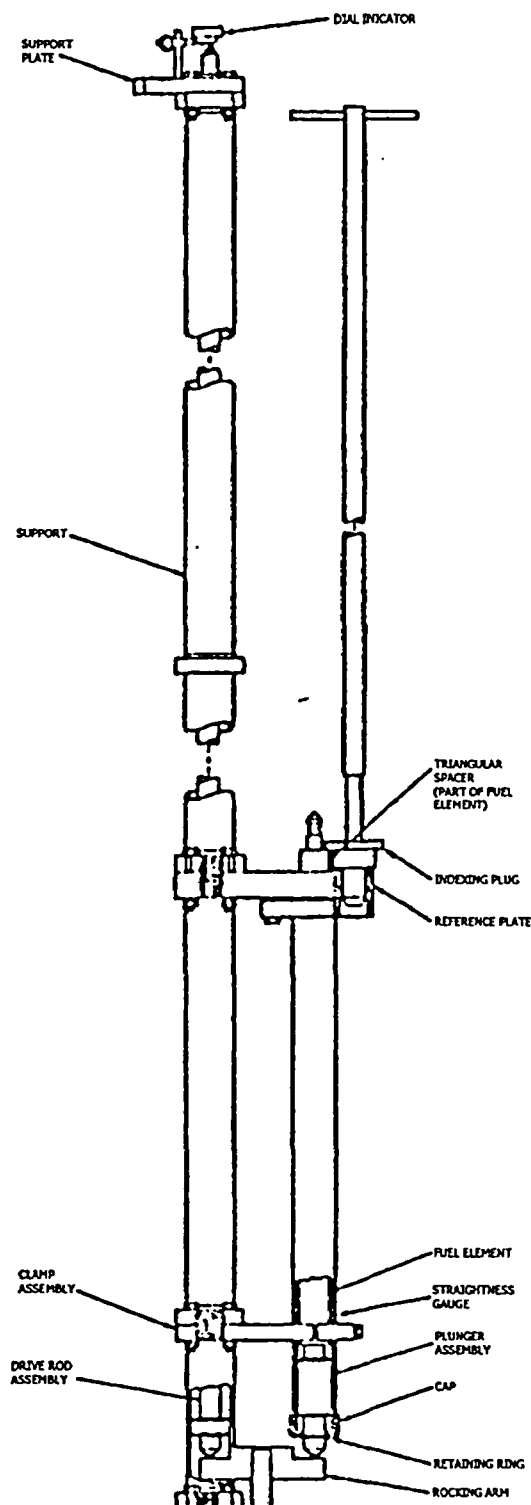 DIAL INICATOR
SUPPORT
PLATE
SUPPORT
TRIANGULAR
SPACER
(PART OF FUEL
ELEMENT)
INDEXING PLUG
REFERENCE PLATE
FUEL ELEMENT
CLAMP
ASSEMBLY
STRAIGHTNESS
GAUGE
PLUNGER
ASSEMBLY
DRIVE ROD
ASSEMBLY
CAP
RETAINING RING
ROCKING ARM